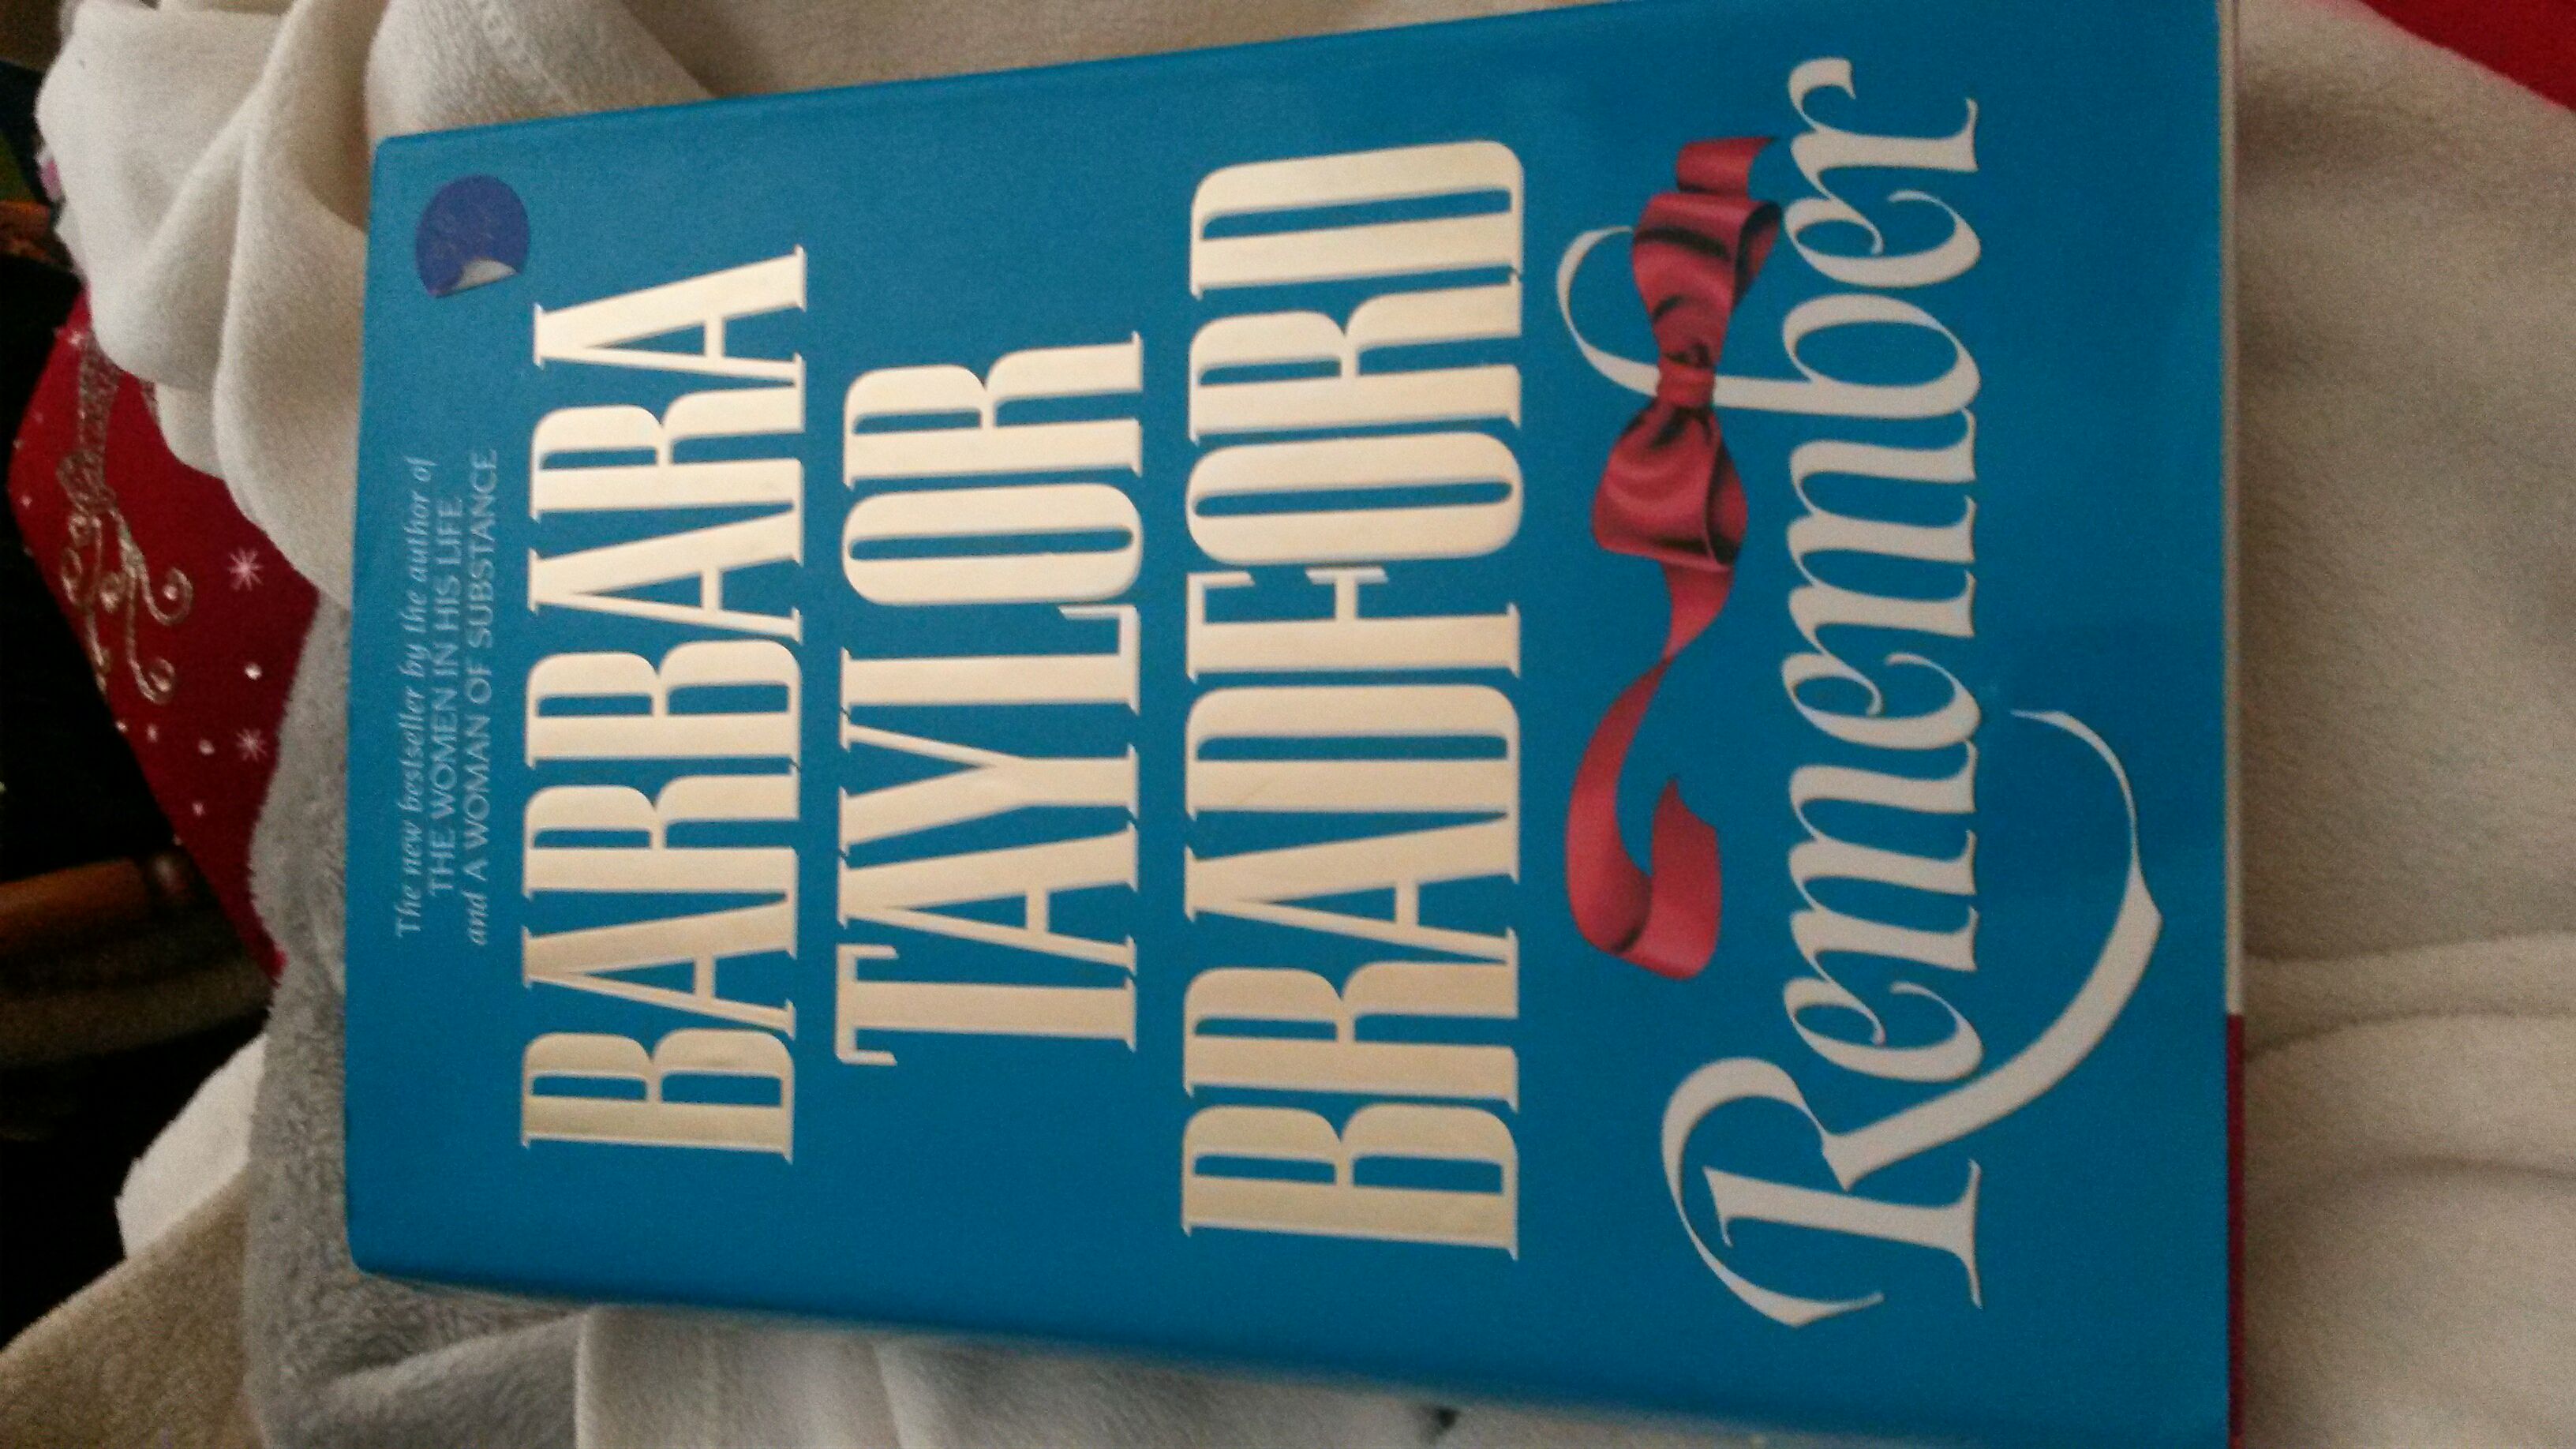 The new bestseller by the author of
THE WOMEN IN HIS LIFE
and A WOMAN OF SUBSTANCE
BARBARA
TAYLOR
BRADFORD
Remember